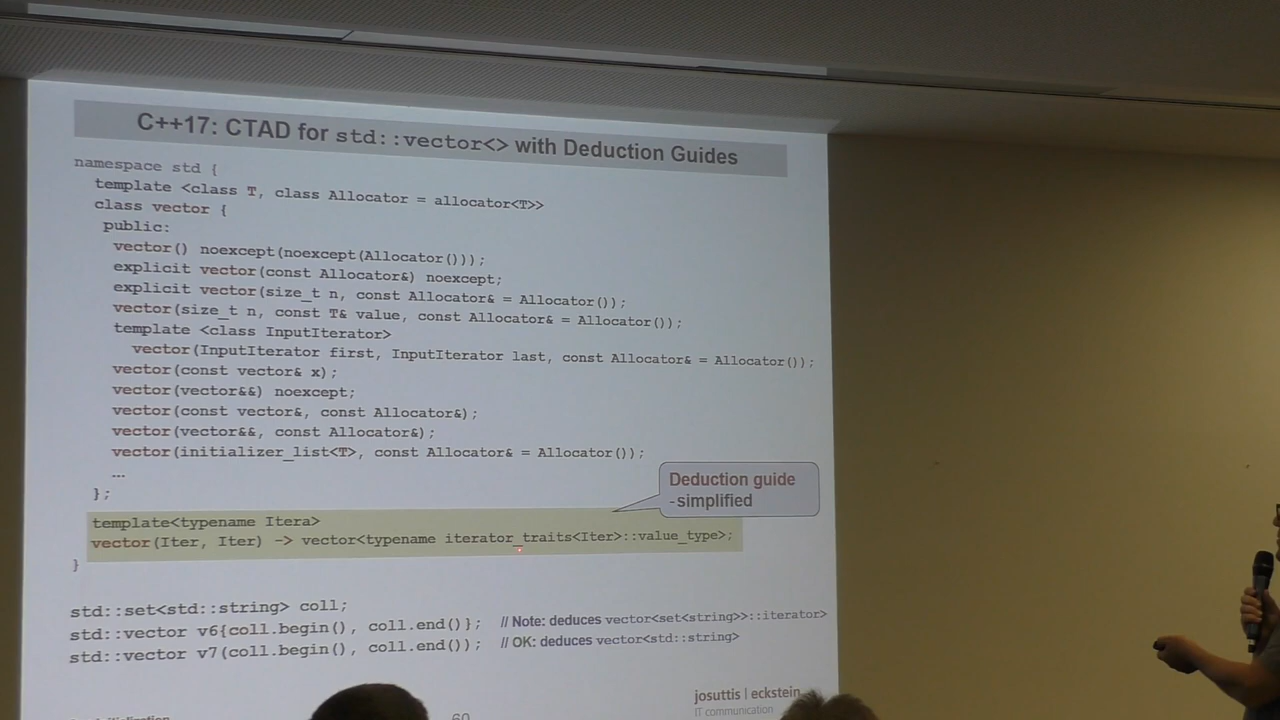 C++17: CTAD for std::vector<> with Deduction Guides
namespace std {
template <class T, class Allocator = allocator<T>>
class vector {
public:
vector() noexcept(noexcept(Allocator()));
explicit vector(const Allocator&) noexcept;
explicit vector(size_t n, const Allocator& = Allocator());
vector(size_t n, const T& value, const Allocator& = Allocator());
template <class InputIterator>
vector(InputIterator first, InputIterator last, const Allocator& = Allocator());
vector(const vector& x);
vector(vector&&) noexcept;
vector(const vector&, const Allocator&);
vector(vector&&, const Allocator&);
vector(initializer_list<T>, const Allocator& = Allocator());
...
};
Deduction guide
-simplified
template<typename Itera>
vector(Iter, Iter) -> vector<typename iterator_traits<Iter>::value_type>;
}
std::set<std::string> coll;
std::vector v6{coll.begin(), coll.end()}; // Note: deduces vector<set<string>>::iterator>
std::vector v7(coll.begin(), coll.end()); // OK: deduces vector<std::string>
60
josuttis | eckstein
IT communication